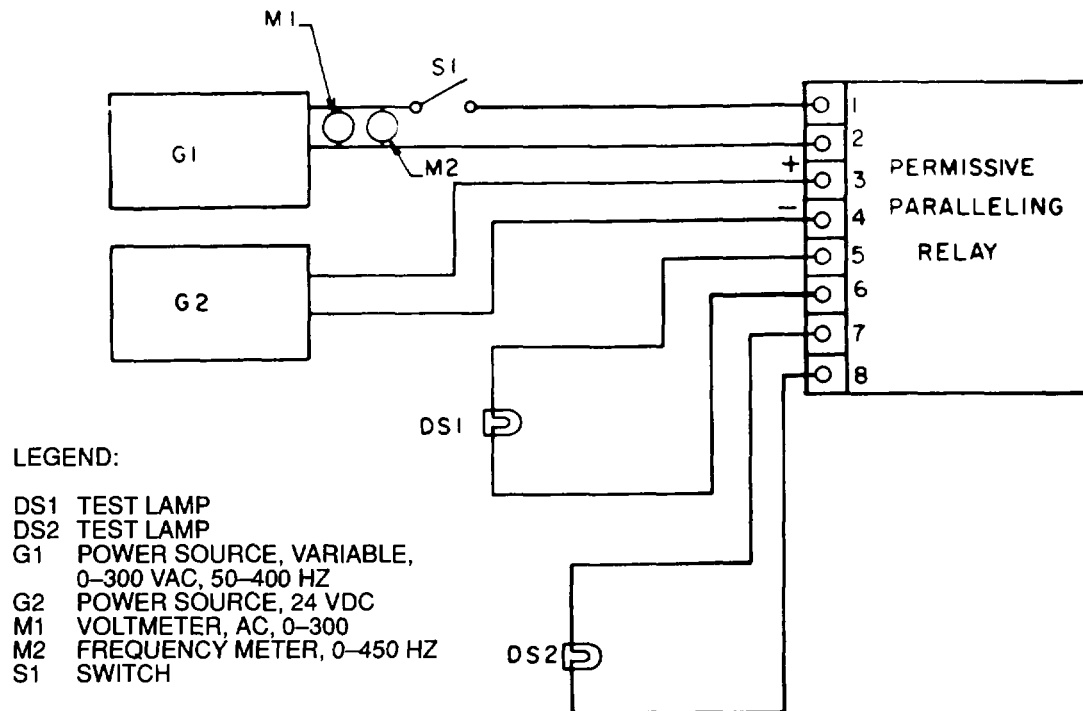 M1
S1
G1
M2
1
2
+ 3
− 4
5
6
7
8
PERMISSIVE
PARALLELING
RELAY
G2
DS1
DS2
LEGEND:
DS1 TEST LAMP
DS2 TEST LAMP
G1 POWER SOURCE, VARIABLE,
0–300 VAC, 50–400 HZ
G2 POWER SOURCE, 24 VDC
M1 VOLTMETER, AC, 0–300
M2 FREQUENCY METER, 0–450 HZ
S1 SWITCH